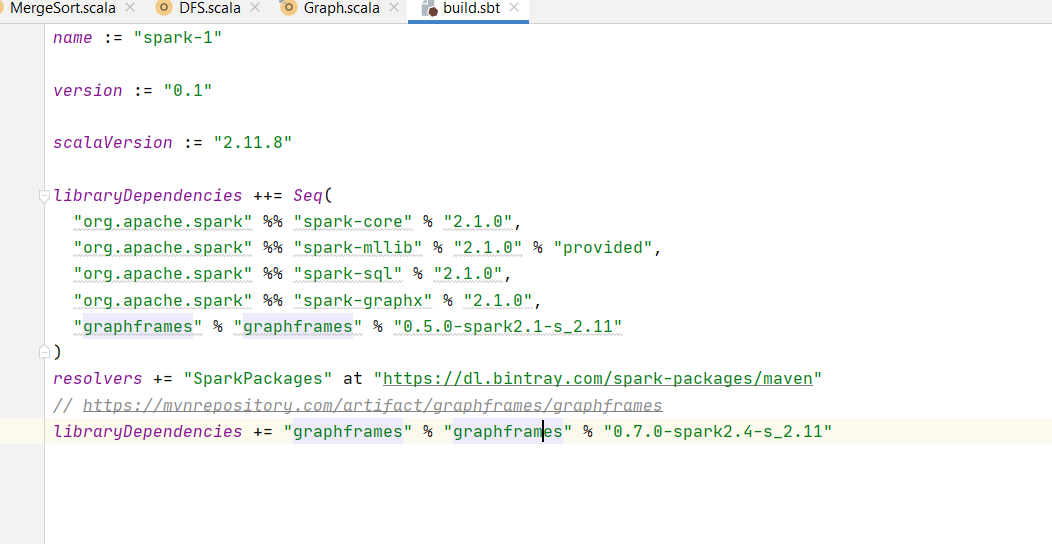 MergeSort.scala DFS.scala Graph.scala build.sbt
name := "spark-1"
version := "0.1"
scalaVersion := "2.11.8"
libraryDependencies ++= Seq(
"org.apache.spark" %% "spark-core" % "2.1.0",
"org.apache.spark" %% "spark-mllib" % "2.1.0" % "provided",
"org.apache.spark" %% "spark-sql" % "2.1.0",
"org.apache.spark" %% "spark-graphx" % "2.1.0",
"graphframes" % "graphframes" % "0.5.0-spark2.1-s_2.11"
)
resolvers += "SparkPackages" at "https://dl.bintray.com/spark-packages/maven"
// https://mvnrepository.com/artifact/graphframes/graphframes
libraryDependencies += "graphframes" % "graphframes" % "0.7.0-spark2.4-s_2.11"